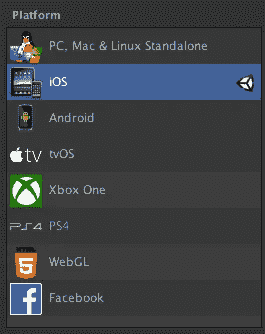 Platform
PC, Mac & Linux Standalone
iOS
Android
tv
tvOS
Xbox One
PS4
PS4
WebGL
Facebook